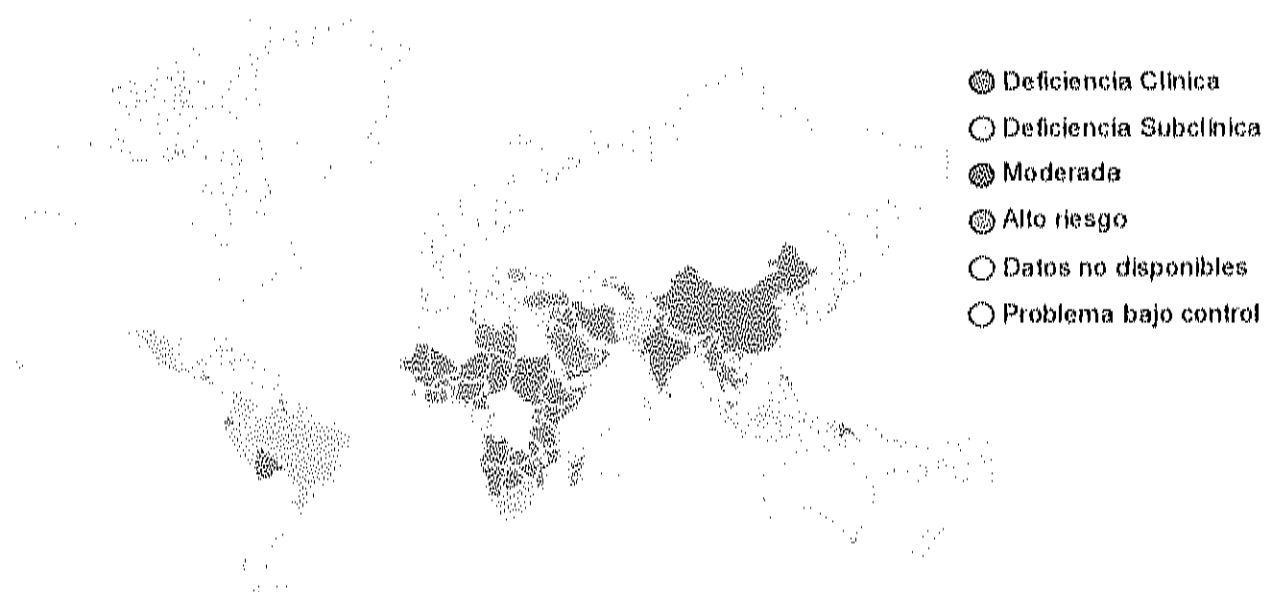 Deficiencia Clínica
Deficiencia Subclínica
Moderada
Alto riesgo
Datos no disponibles
Problema bajo control